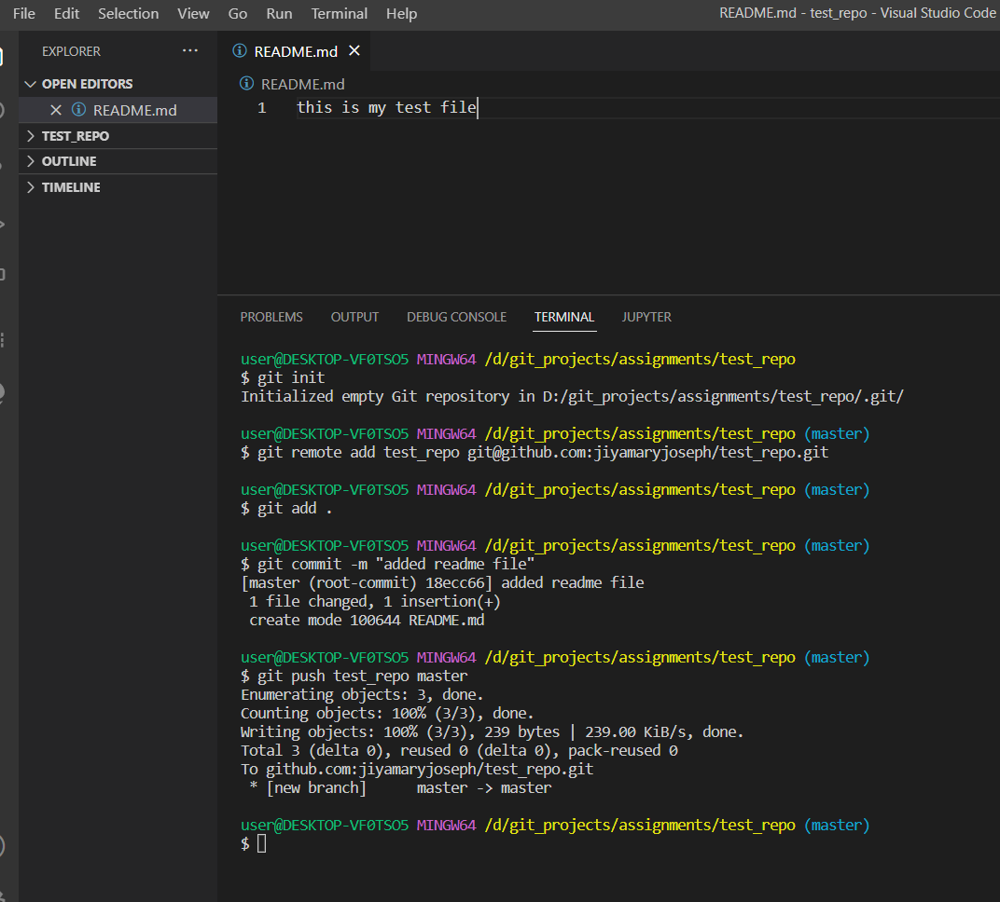 File Edit Selection View Go Run Terminal Help README.md - test_repo - Visual Studio Code
EXPLORER ···
OPEN EDITORS
README.md
TEST_REPO
OUTLINE
TIMELINE
README.md
README.md
1 this is my test file
PROBLEMS OUTPUT DEBUG CONSOLE TERMINAL JUPYTER
user@DESKTOP-VF0TSO5 MINGW64 /d/git_projects/assignments/test_repo
$ git init
Initialized empty Git repository in D:/git_projects/assignments/test_repo/.git/
user@DESKTOP-VF0TSO5 MINGW64 /d/git_projects/assignments/test_repo (master)
$ git remote add test_repo git@github.com:jiyamaryjoseph/test_repo.git
user@DESKTOP-VF0TSO5 MINGW64 /d/git_projects/assignments/test_repo (master)
$ git add .
user@DESKTOP-VF0TSO5 MINGW64 /d/git_projects/assignments/test_repo (master)
$ git commit -m "added readme file"
[master (root-commit) 18ecc66] added readme file
1 file changed, 1 insertion(+)
create mode 100644 README.md
user@DESKTOP-VF0TSO5 MINGW64 /d/git_projects/assignments/test_repo (master)
$ git push test_repo master
Enumerating objects: 3, done.
Counting objects: 100% (3/3), done.
Writing objects: 100% (3/3), 239 bytes | 239.00 KiB/s, done.
Total 3 (delta 0), reused 0 (delta 0), pack-reused 0
To github.com:jiyamaryjoseph/test_repo.git
* [new branch] master -> master
user@DESKTOP-VF0TSO5 MINGW64 /d/git_projects/assignments/test_repo (master)
$